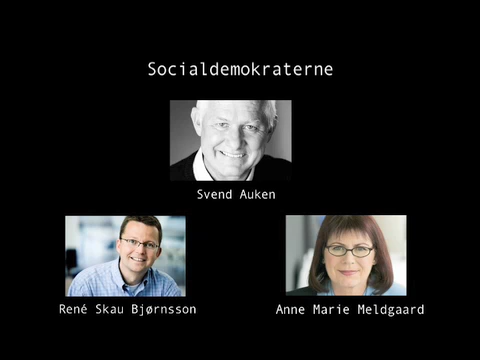 Socialdemokraterne
Svend Auken
René Skau Bjørnsson
Anne Marie Meldgaard